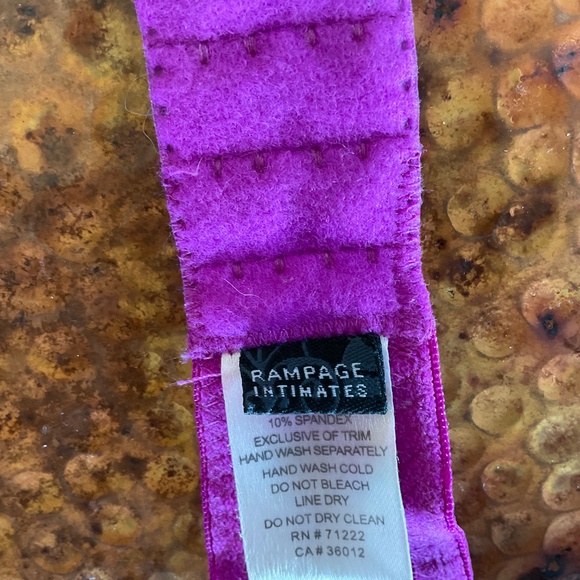 RAMPAGE
INTIMATES
10% SPANDEX
EXCLUSIVE OF TRIM
HAND WASH SEPARATELY
HAND WASH COLD
DO NOT BLEACH
LINE DRY
DO NOT DRY CLEAN
RN # 71222
CA # 36012